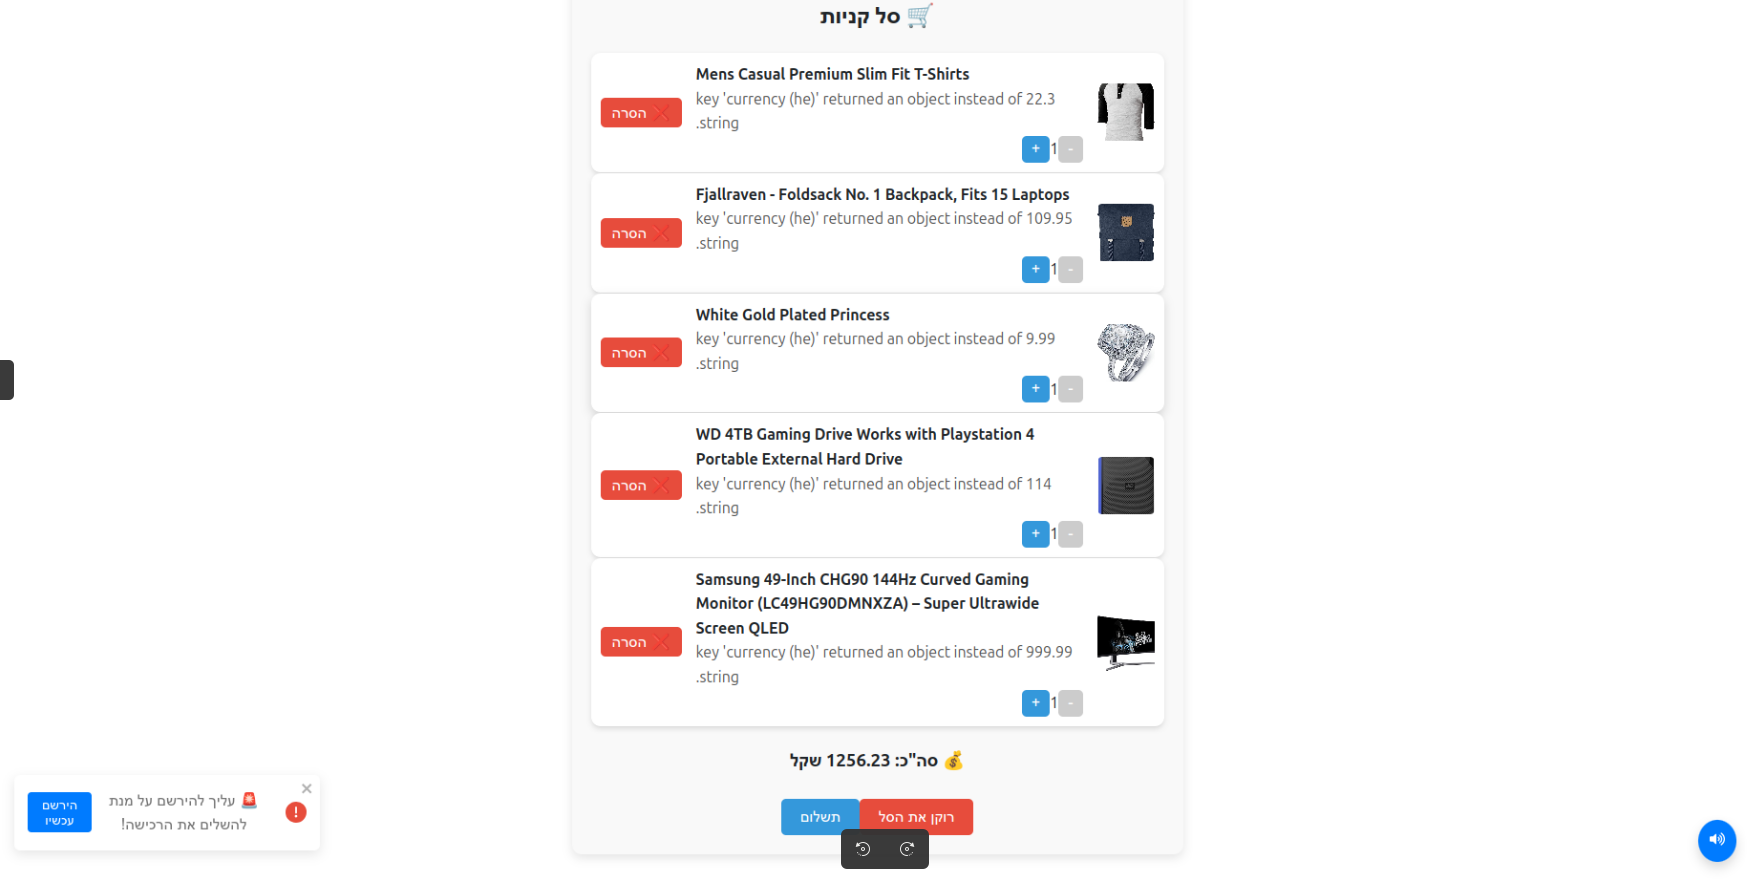 🛒 סל קניות
Mens Casual Premium Slim Fit T-Shirts
key 'currency (he)' returned an object instead of 22.3
.string
+ 1 -
❌ הסרה
Fjallraven - Foldsack No. 1 Backpack, Fits 15 Laptops
key 'currency (he)' returned an object instead of 109.95
.string
+ 1 -
❌ הסרה
White Gold Plated Princess
key 'currency (he)' returned an object instead of 9.99
.string
+ 1 -
❌ הסרה
WD 4TB Gaming Drive Works with Playstation 4
Portable External Hard Drive
key 'currency (he)' returned an object instead of 114
.string
+ 1 -
❌ הסרה
Samsung 49-Inch CHG90 144Hz Curved Gaming
Monitor (LC49HG90DMNXZA) – Super Ultrawide
Screen QLED
key 'currency (he)' returned an object instead of 999.99
.string
+ 1 -
❌ הסרה
💰 סה"כ: 1256.23 שקל
רוקן את הסל
תשלום
🚨 עליך להירשם על מנת
להשלים את הרכישה!
הירשם
עכשיו